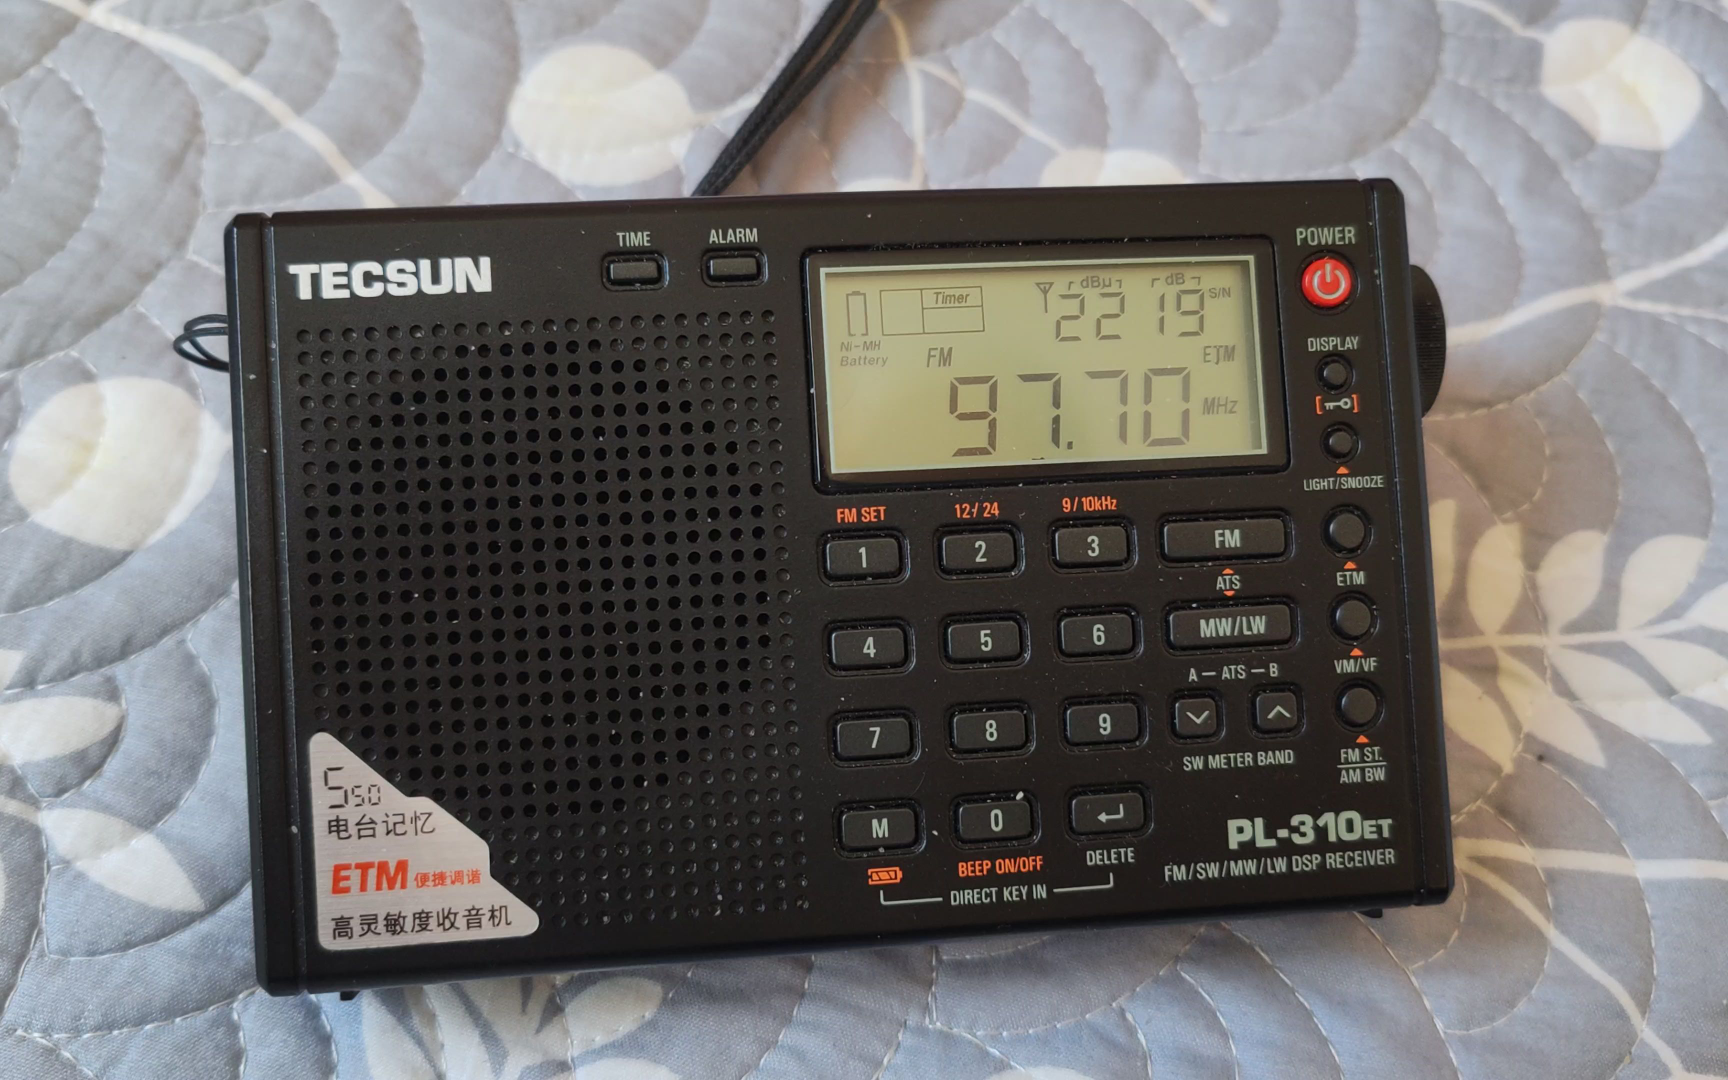 TIME ALARM
POWER
TECSUN
Timer
dBμ dB
22 19 S/N
Ni-MH
Battery
FM
ETM
97.70 MHz
DISPLAY
LIGHT/SNOOZE
FM SET 12/24 9/10kHz
1 2 3 FM
ATS
ETM
4 5 6 MW/LW
VM/VF
A — ATS — B
7 8 9
SW METER BAND
FM ST.
AM BW
M 0
BEEP ON/OFF DELETE
DIRECT KEY IN
PL-310ET
FM/SW/MW/LW DSP RECEIVER
550
电台记忆
ETM 便捷调谐
高灵敏度收音机